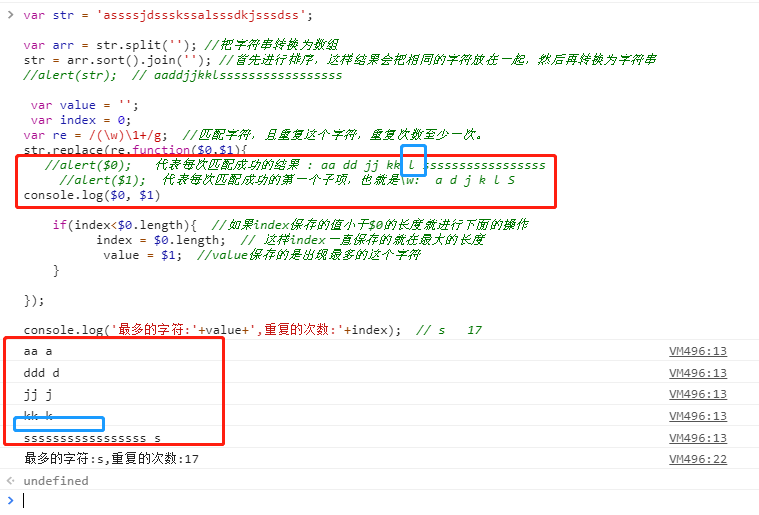 > var str = 'assssjdssskssalsssdkjsssdss';
var arr = str.split(''); //把字符串转换为数组
str = arr.sort().join(''); //首先进行排序，这样结果会把相同的字符放在一起，然后再转换为字符串
//alert(str);  // aaddjjkklsssssssssssssssss
var value = '';
var index = 0;
var re = /(\w)\1+/g;  //匹配字符，且重复这个字符，重复次数至少一次。
str.replace(re,function($0,$1){
//alert($0);   代表每次匹配成功的结果 : aa dd jj kk l sssssssssssssssss
//alert($1);  代表每次匹配成功的第一个子项，也就是\w:  a d j k l S
console.log($0, $1)
if(index<$0.length){  //如果index保存的值小于$0的长度就进行下面的操作
index = $0.length;  // 这样index一直保存的就在最大的长度
value = $1;  //value保存的是出现最多的这个字符
}
});
console.log('最多的字符:'+value+',重复的次数:'+index);  // s   17
aa a VM496:13
ddd d VM496:13
jj j VM496:13
kk k VM496:13
sssssssssssssssss s VM496:13
最多的字符:s,重复的次数:17 VM496:22
undefined
>